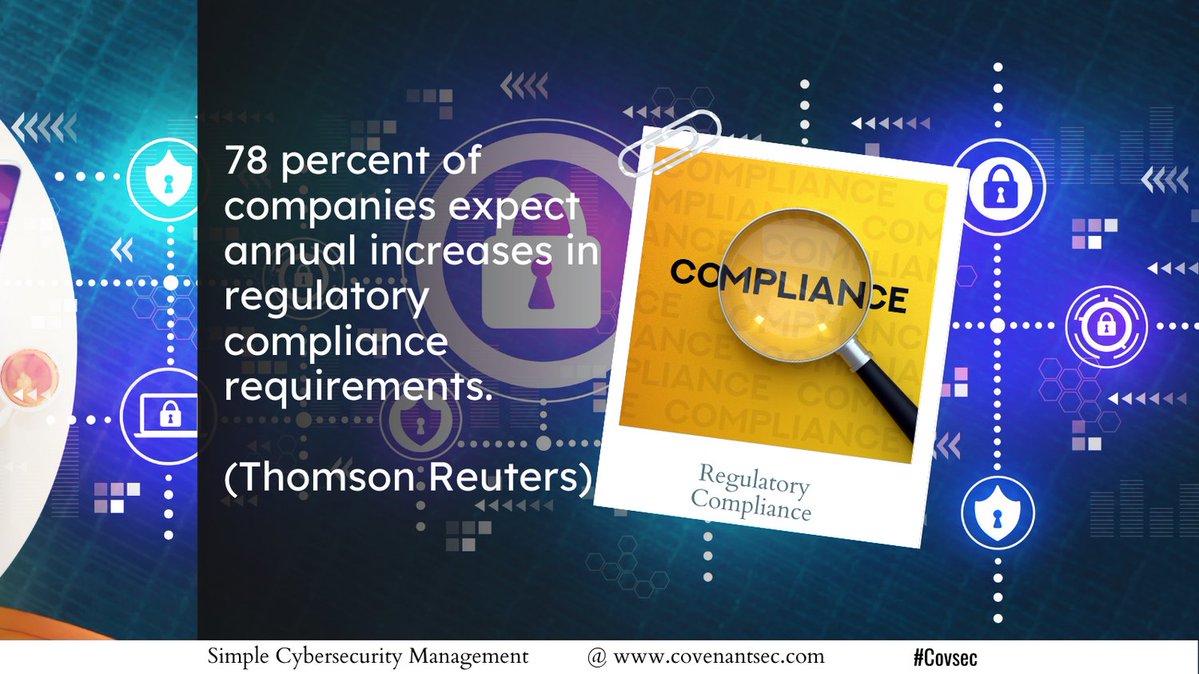 78 percent of
companies expect
annual increases in
regulatory
compliance
requirements.
(Thomson Reuters)
COMPLIANCE
COMPLIANCE
Regulatory
Compliance
Simple Cybersecurity Management
@ www.covenantsec.com
#Covsec